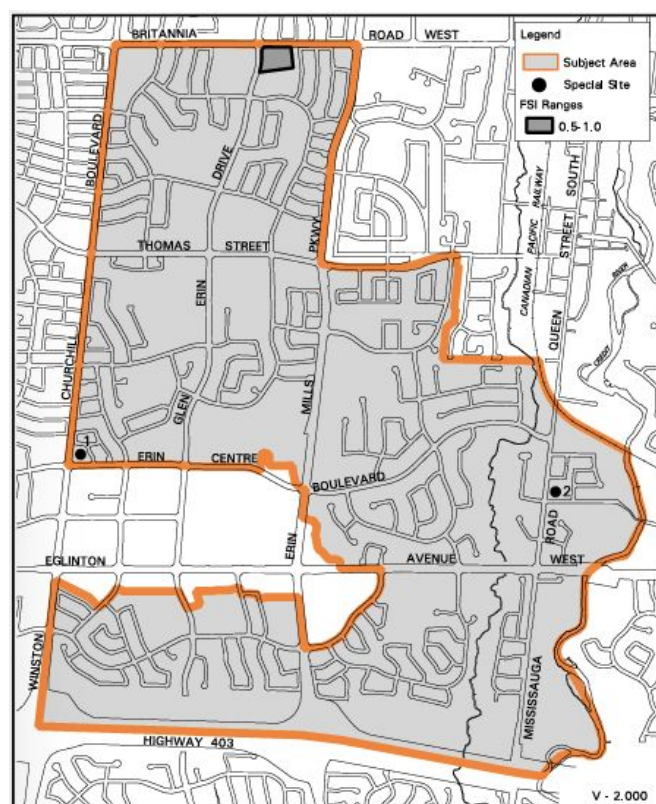 BRITANNIA ROAD WEST
Legend
Subject Area
Special Site
FSI Ranges
0.5-1.0
BOULEVARD
DRIVE
CANADIAN PACIFIC RAILWAY
STREET SOUTH
THOMAS STREET
PKWY
ERIN
RIVER
CREDIT
QUEEN
CHURCHILL
GLEN
MILLS
1
ERIN CENTRE
BOULEVARD
2
ROAD
ERIN
EGLINTON AVENUE WEST
WINSTON
MISSISSAUGA
HIGHWAY 403
V - 2.000